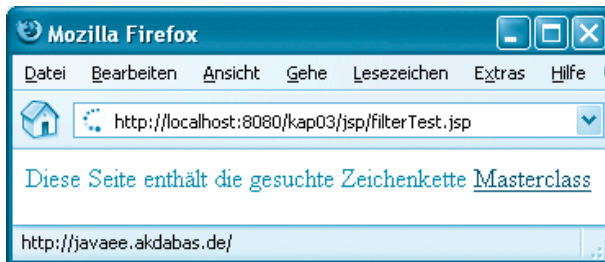 Mozilla Firefox
Datei Bearbeiten Ansicht Gehe Lesezeichen Extras Hilfe
http://localhost:8080/kap03/jsp/filterTest.jsp
Diese Seite enthält die gesuchte Zeichenkette Masterclass
http://javaee.akdabas.de/